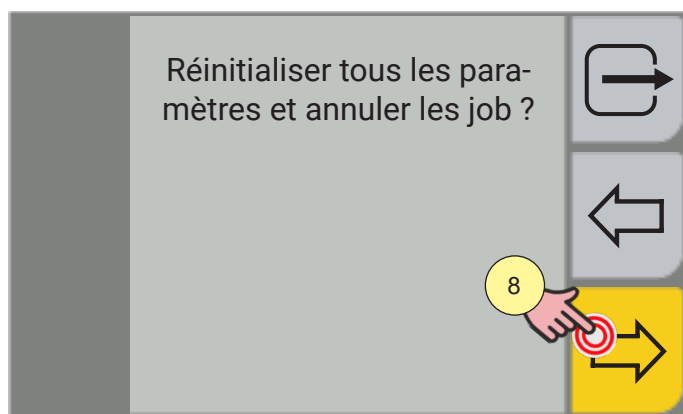 Réinitialiser tous les para-
mètres et annuler les job ?
8